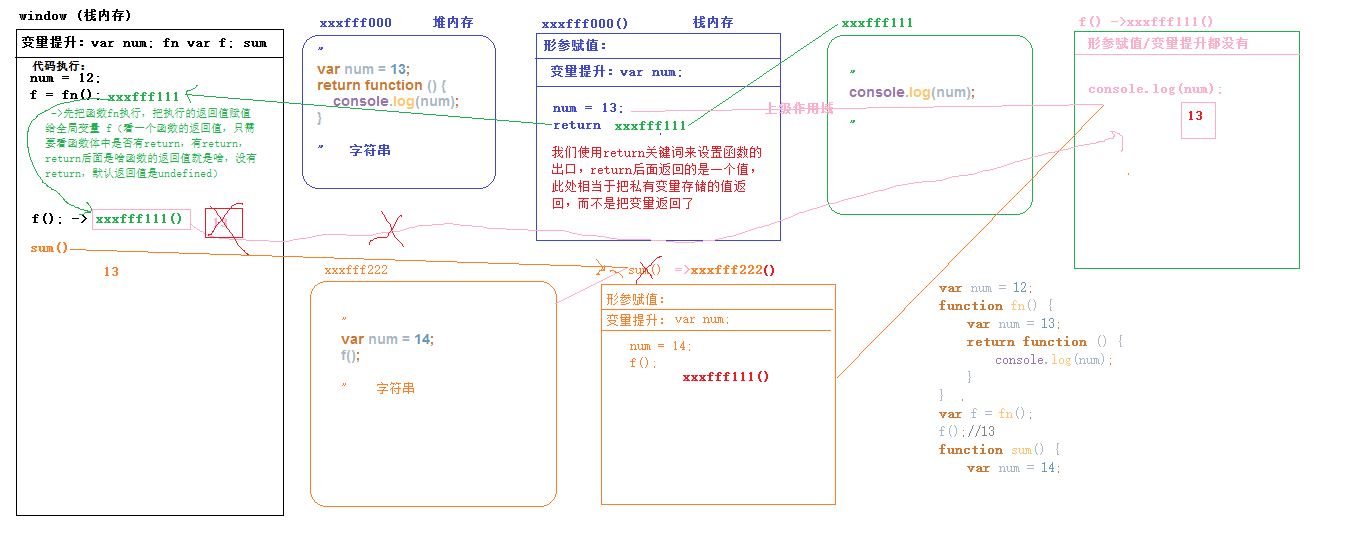 window (栈内存)
变量提升: var num; fn var f; sum
代码执行:
num = 12;
f = fn(); xxxfff111
->先把函数fn执行, 把执行的返回值赋值
给全局变量 f (看一个函数的返回值, 只需
要看函数体中是否有return, 有return,
return后面是啥函数的返回值就是啥, 没有
return, 默认返回值是undefined)
f(); -> xxxfff111()
sum()
13
xxxfff000 堆内存
"
var num = 13;
return function () {
console.log(num);
}
" 字符串
xxxfff000() 栈内存
形参赋值:
变量提升: var num;
num = 13;
return xxxfff111
我们使用return关键词来设置函数的
出口, return后面返回的是一个值,
此处相当于把私有变量存储的值返
回, 而不是把变量返回了
上级作用域
xxxfff111
"
console.log(num);
"
f() ->xxxfff111()
形参赋值/变量提升都没有
console.log(num);
13
xxxfff222
"
var num = 14;
f();
" 字符串
sum() =>xxxfff222()
形参赋值:
变量提升: var num;
num = 14;
f();
xxxfff111()
var num = 12;
function fn() {
var num = 13;
return function () {
console.log(num);
}
}
var f = fn();
f();//13
function sum() {
var num = 14;